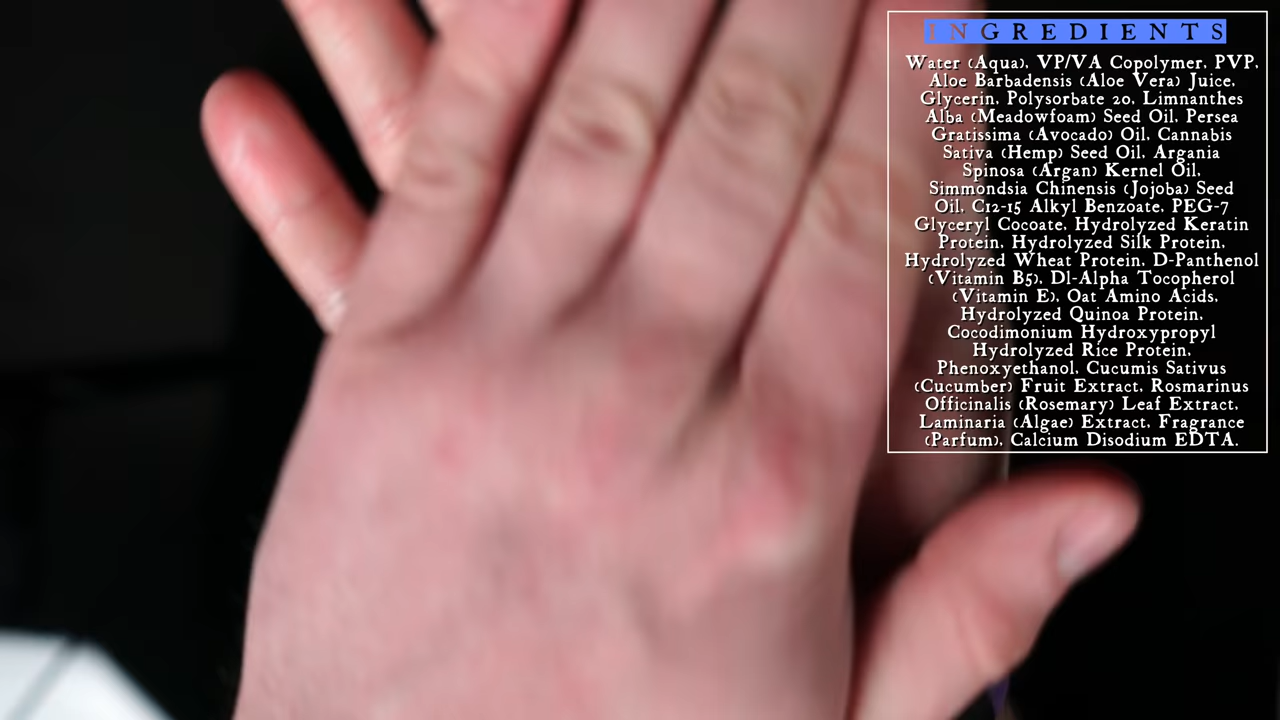 INGREDIENTS
Water (Aqua), VP/VA Copolymer, PVP,
Aloe Barbadensis (Aloe Vera) Juice,
Glycerin, Polysorbate 20, Limnanthes
Alba (Meadowfoam) Seed Oil, Persea
Gratissima (Avocado) Oil, Cannabis
Sativa (Hemp) Seed Oil, Argania
Spinosa (Argan) Kernel Oil,
Simmondsia Chinensis (Jojoba) Seed
Oil, C12-15 Alkyl Benzoate, PEG-7
Glyceryl Cocoate, Hydrolyzed Keratin
Protein, Hydrolyzed Silk Protein,
Hydrolyzed Wheat Protein, D-Panthenol
(Vitamin B5), Dl-Alpha Tocopherol
(Vitamin E), Oat Amino Acids,
Hydrolyzed Quinoa Protein,
Cocodimonium Hydroxypropyl
Hydrolyzed Rice Protein,
Phenoxyethanol, Cucumis Sativus
(Cucumber) Fruit Extract, Rosmarinus
Officinalis (Rosemary) Leaf Extract,
Laminaria (Algae) Extract, Fragrance
(Parfum), Calcium Disodium EDTA.